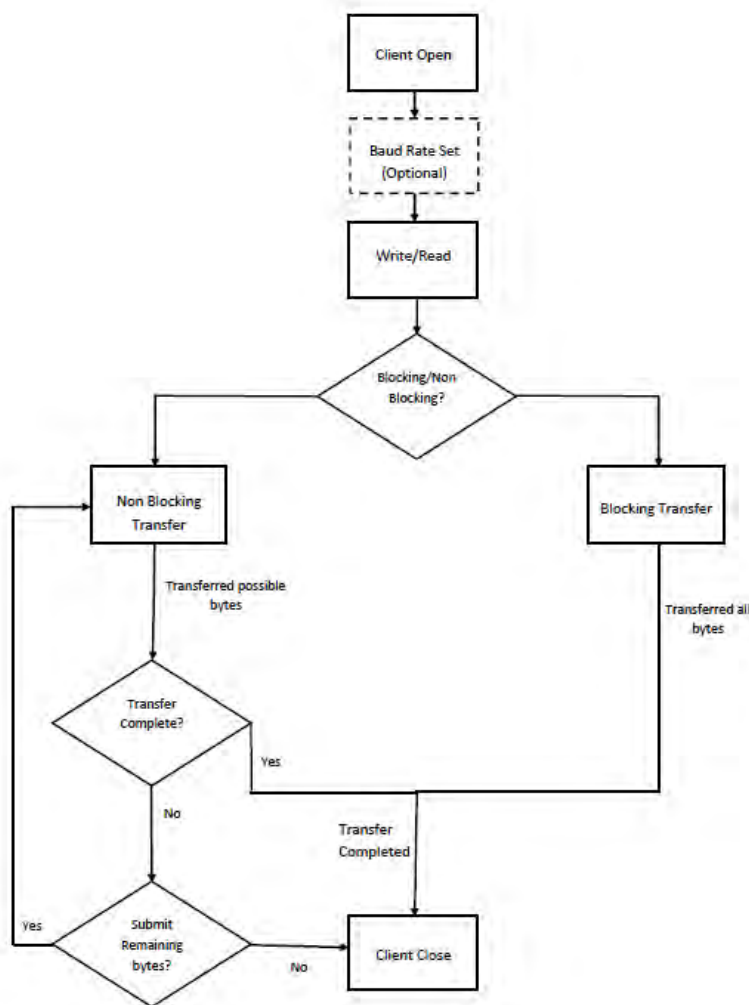 Client Open
Baud Rate Set
(Optional)
Write/Read
Blocking/Non
Blocking?
Non Blocking
Transfer
Blocking Transfer
Transferred possible
bytes
Transferred all
bytes
Transfer
Complete?
Yes
No
Transfer
Completed
Yes
Submit
Remaining
bytes?
No
Client Close